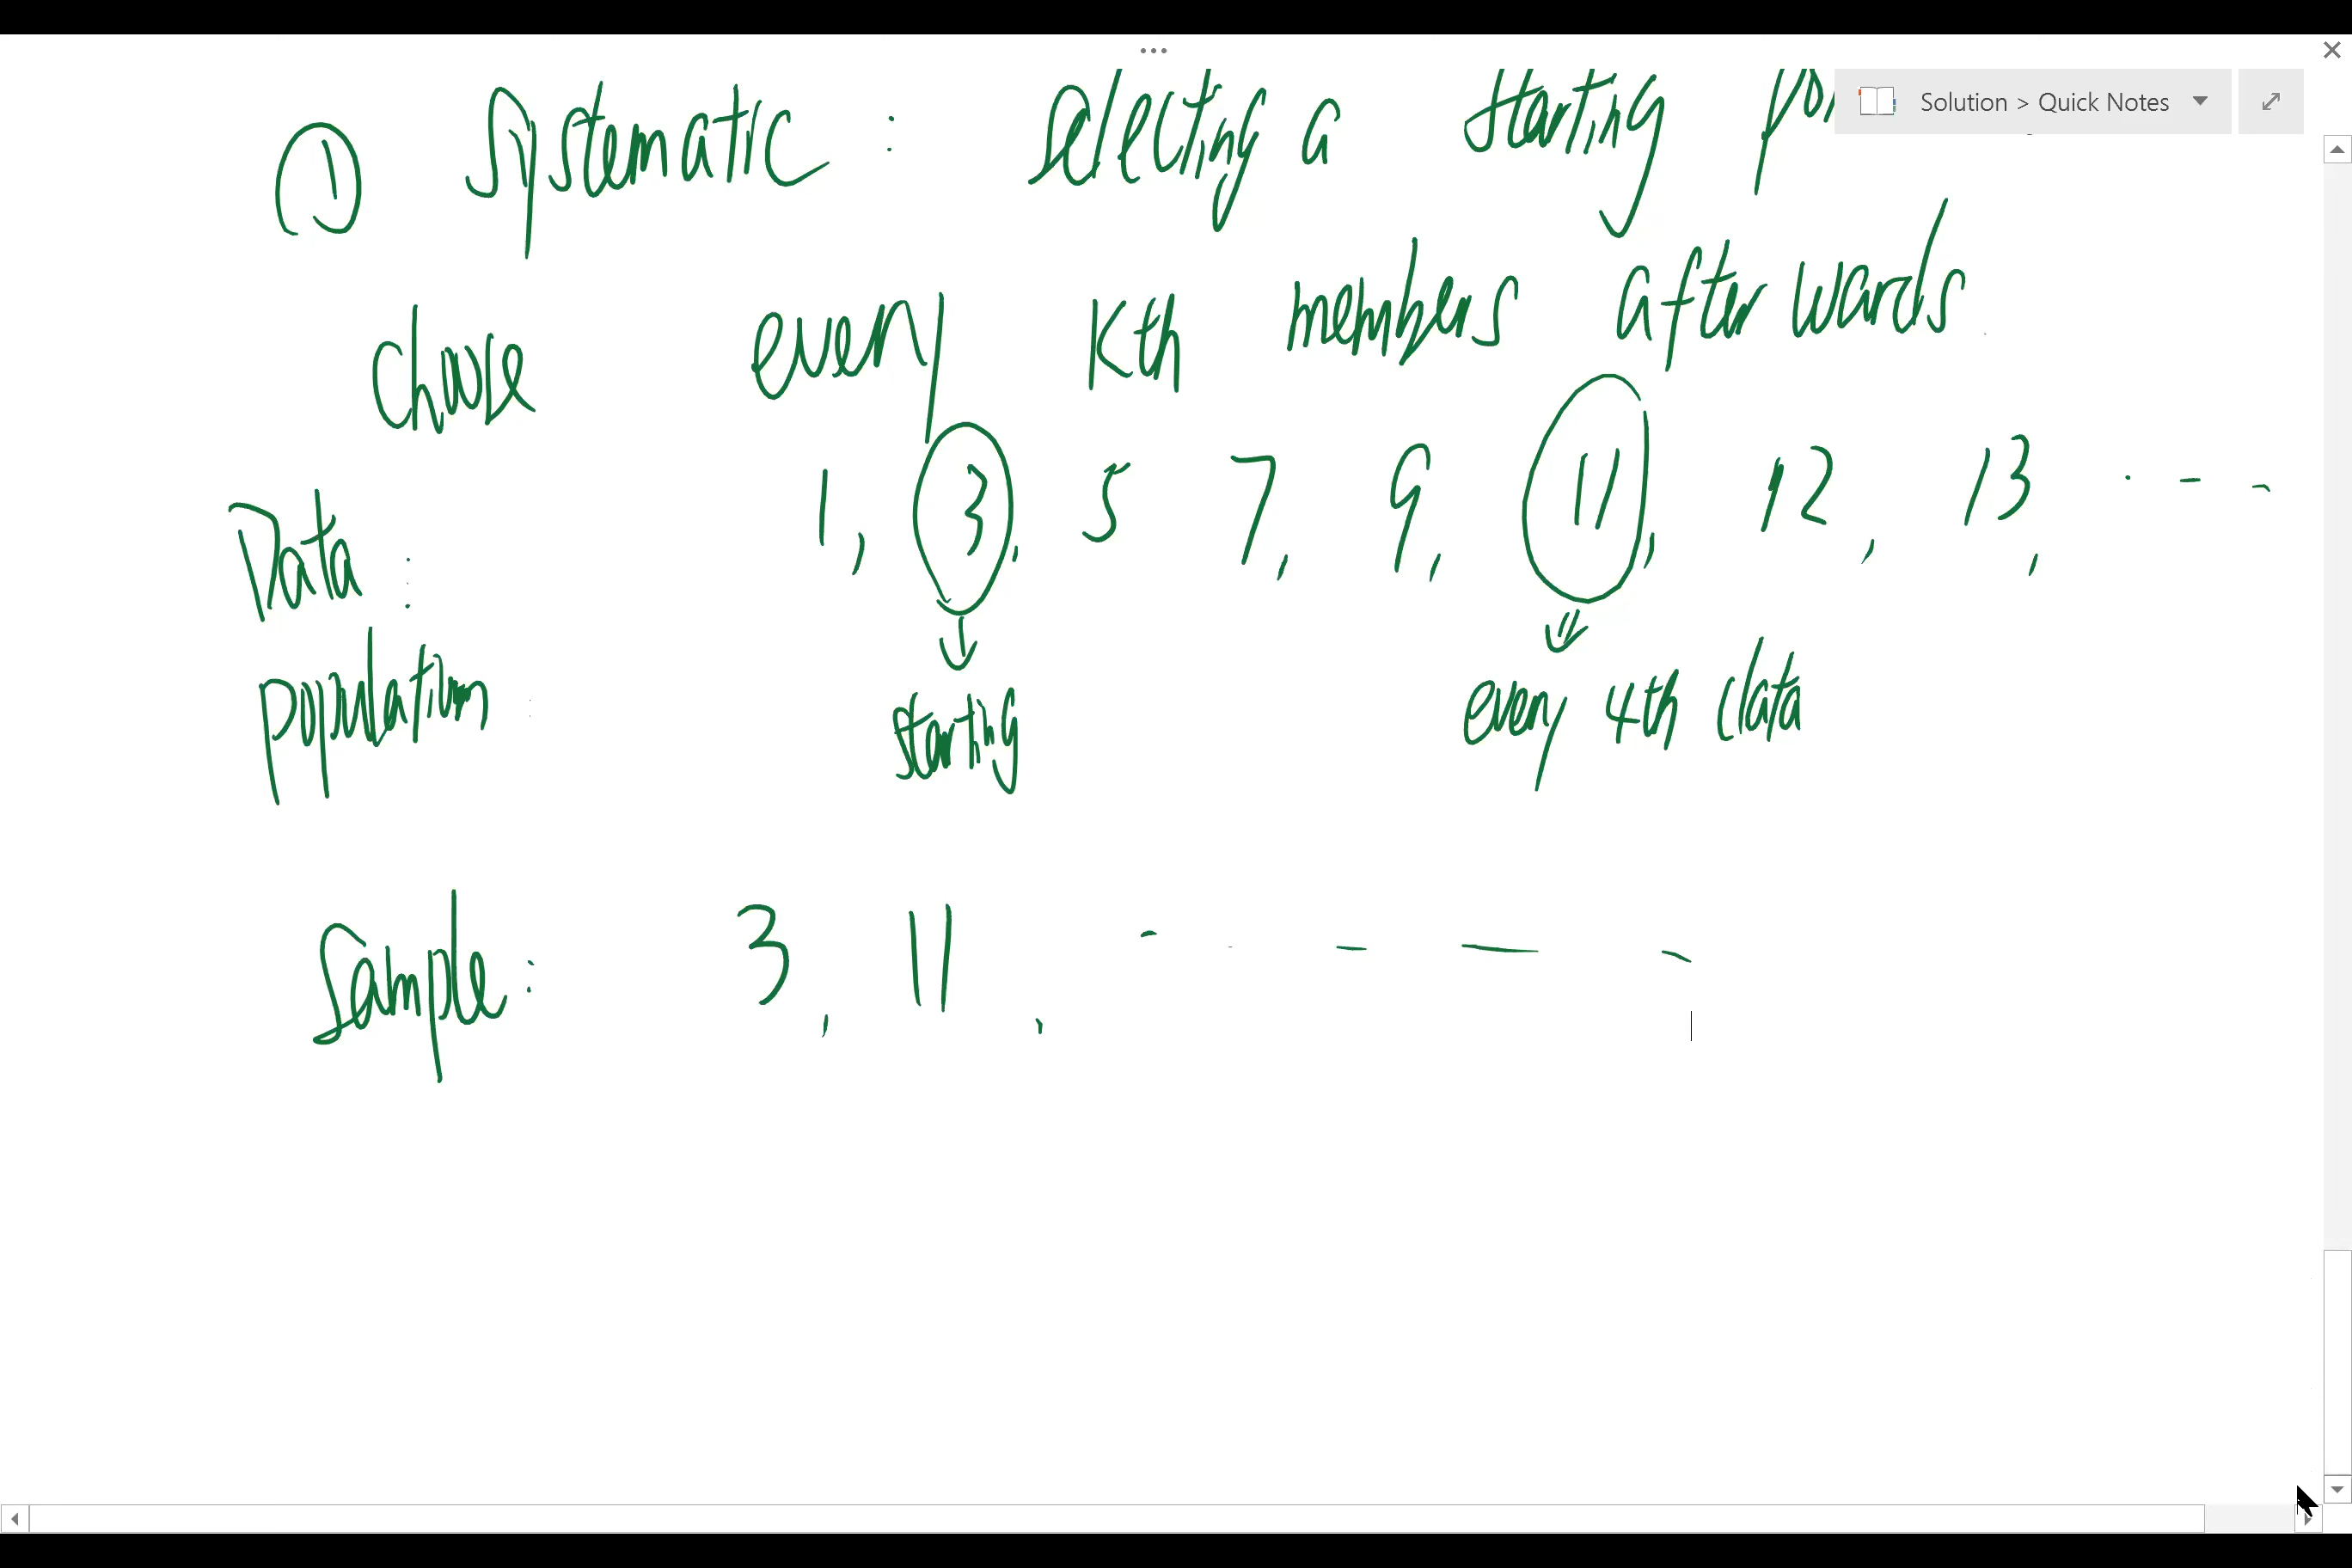 Solution > Quick Notes
① Systematic : selecting a starting
choose every Kth members afterwards.
Data : 1, 3, 5 7, 9, 11, 12, 13, . - -
population :
starting every 4th data
Sample : 3, 11,